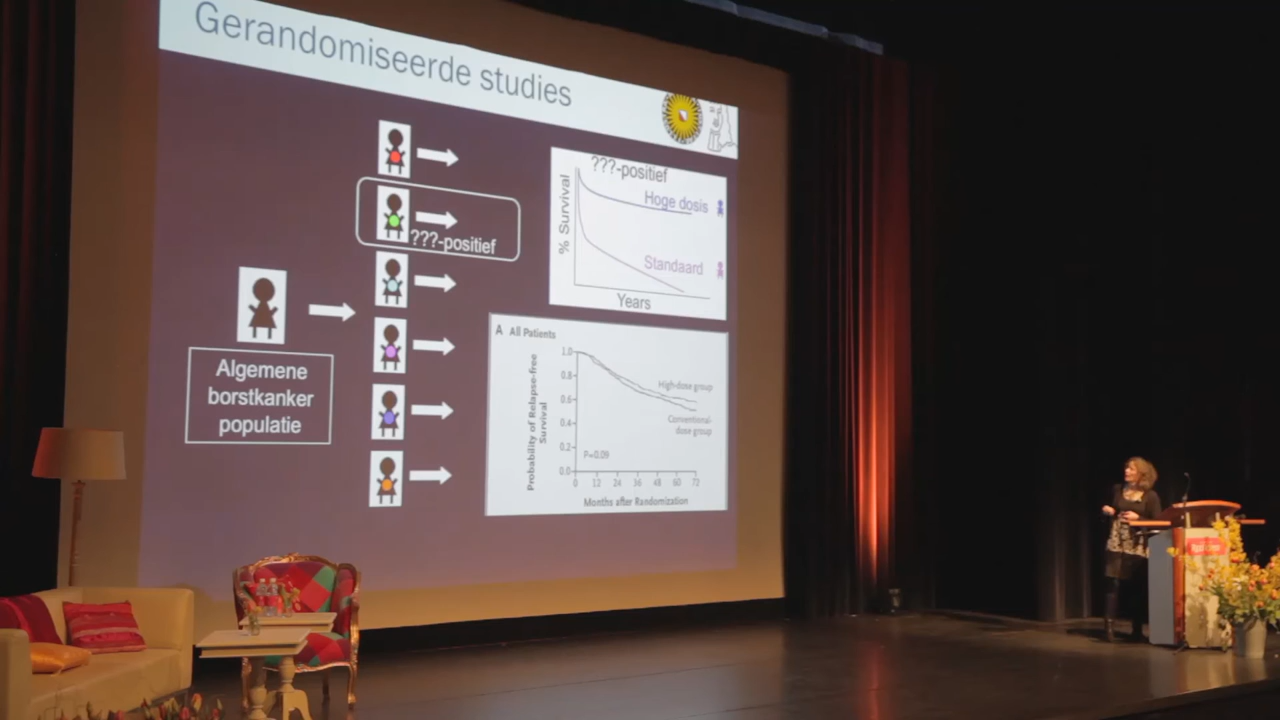 Gerandomiseerde studies
???-positief
Algemene
borstkanker
populatie
???-positief
% Survival
Hoge dosis
Standaard
Years
A All Patients
Probability of Relapse-free
Survival
1.0
0.8
0.6
0.4
0.2
0.0
High-dose group
Conventional-
dose group
P=0.09
0 12 24 36 48 60 72
Months after Randomization